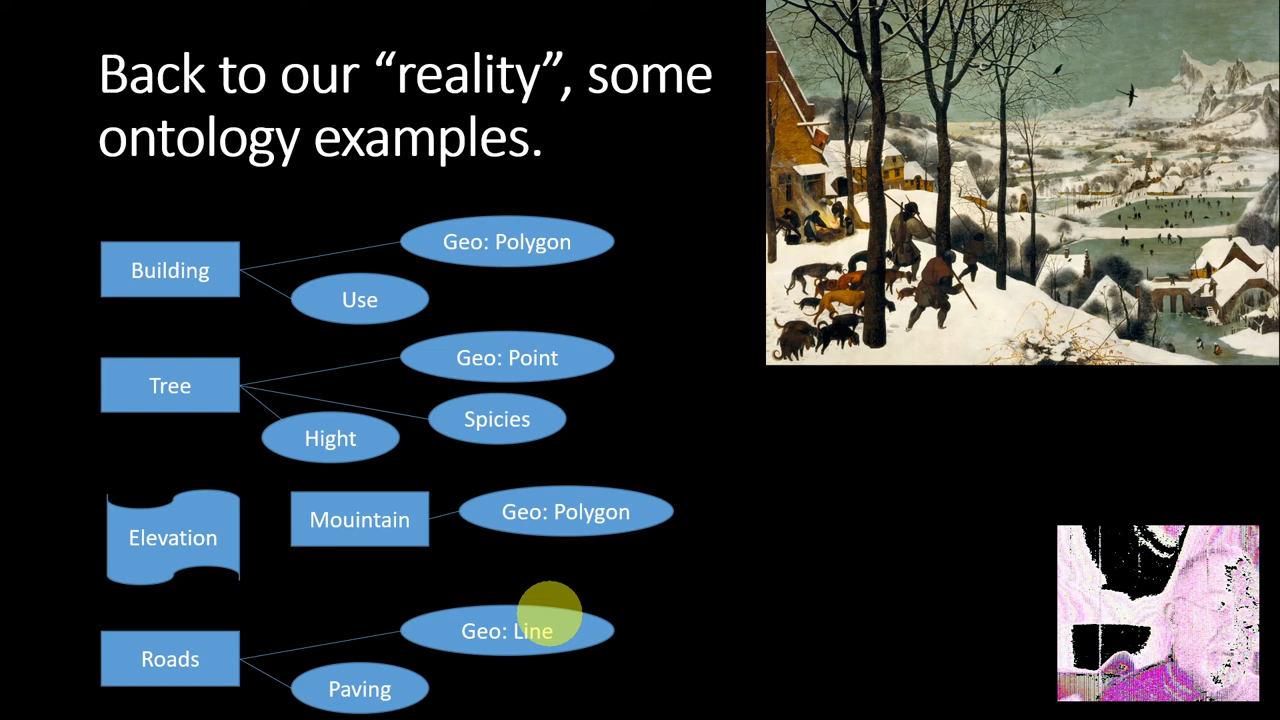 Back to our “reality”, some
ontology examples.
Geo: Polygon
Building
Use
Geo: Point
Tree
Spicies
Hight
Geo: Polygon
Mouintain
Elevation
Geo: Line
Roads
Paving